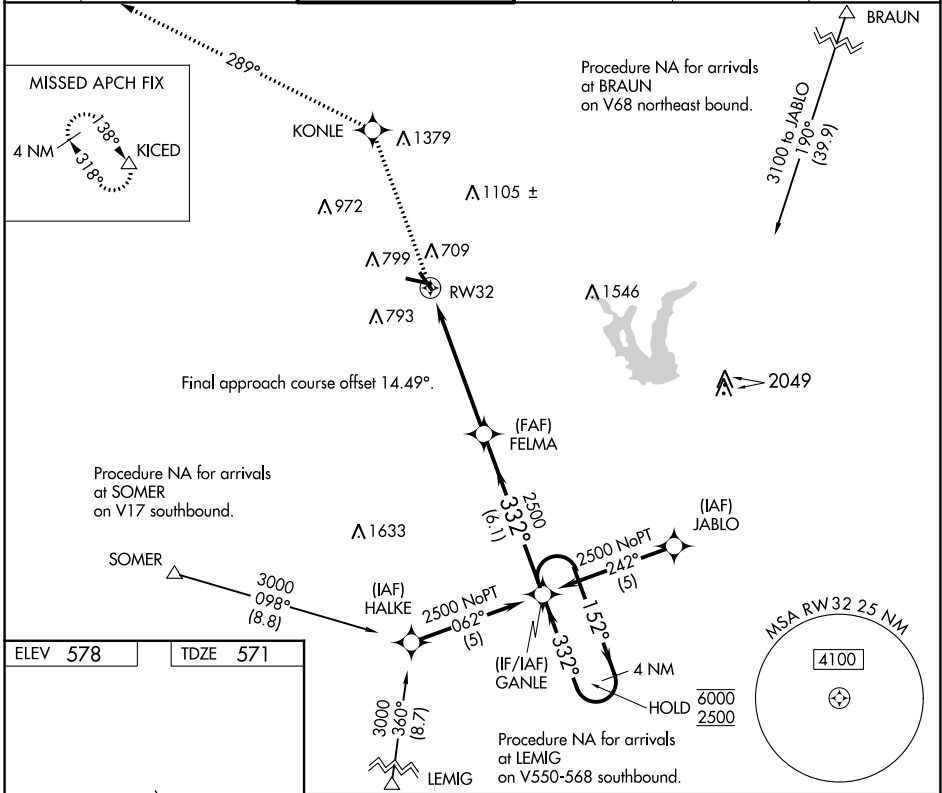 BRAUN
289°
Procedure NA for arrivals
at BRAUN
on V68 northeast bound.
3100 to JABLO
190°
(39.9)
MISSED APCH FIX
4 NM
138°
318°
KICED
KONLE
1379
1105 ±
972
799
709
RW32
793
1546
2049
Final approach course offset 14.49°.
(FAF)
FELMA
Procedure NA for arrivals
at SOMER
on V17 southbound.
2500
332°
(6.1)
(IAF)
JABLO
1633
SOMER
3000
098°
(8.8)
(IAF)
HALKE
2500 NoPT
062°
(5)
2500 NoPT
242°
(5)
152°
332°
(IF/IAF)
GANLE
4 NM
HOLD
6000
2500
MSA RW32 25 NM
4100
ELEV 578
TDZE 571
3000
360°
(8.7)
LEMIG
Procedure NA for arrivals
at LEMIG
on V550-568 southbound.